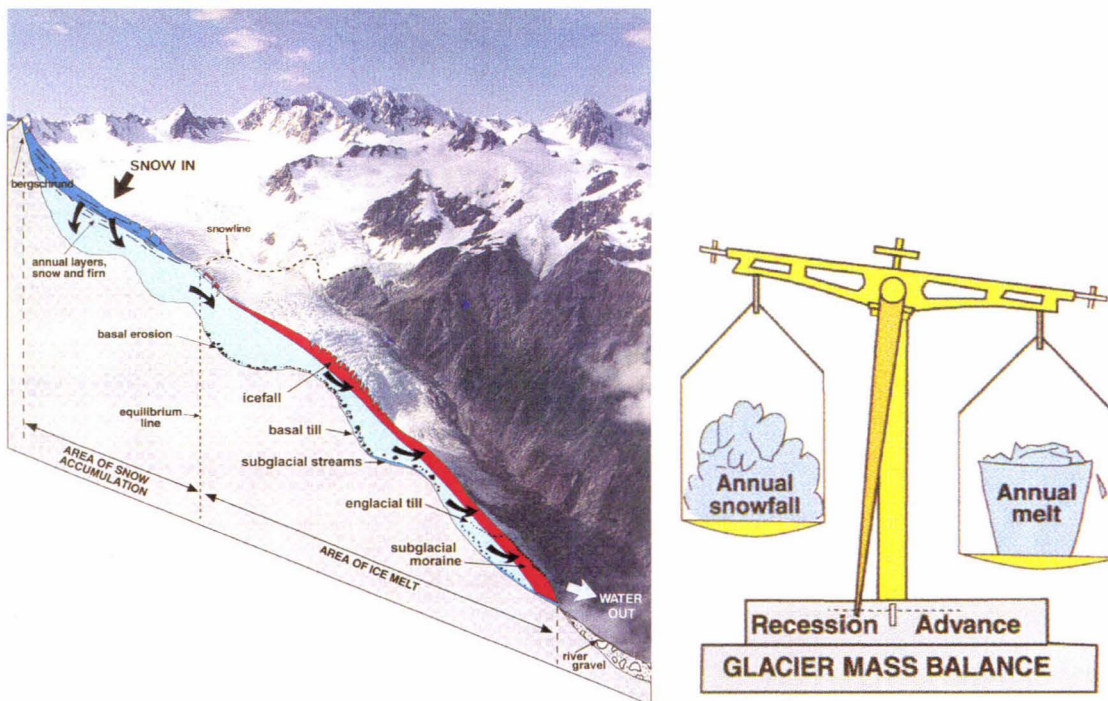 SNOW IN
bergschrund
snowline
annual layers,
snow and firn
basal erosion
icefall
equilibrium
line
basal till
subglacial streams
AREA OF SNOW
ACCUMULATION
englacial till
subglacial
moraine
AREA OF ICE MELT
WATER
OUT
river
gravel
Annual
snowfall
Annual
melt
Recession
Advance
GLACIER MASS BALANCE